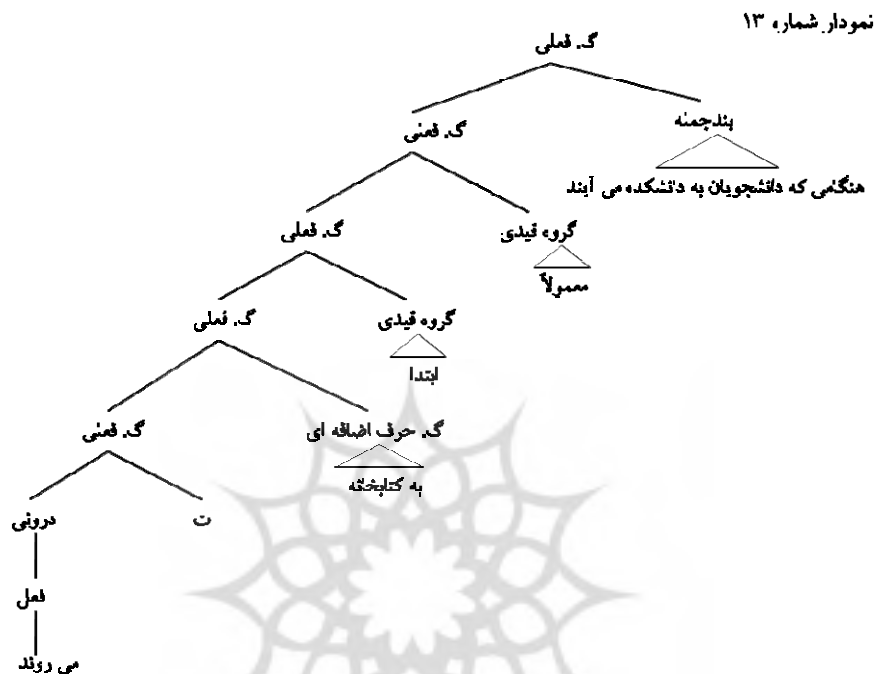 نمودار شماره ۱۳
گ. فعلی
بندجمله گ. فعلی
هنگامی که دانشجویان به دانشکده می آیند
گروه قیدی گ. فعلی
معمولاً
گروه قیدی گ. فعلی
ابتدا
گ. حرف اضافه ای گ. فعلی
به کتابخانه
ت درونی
فعل
می روند